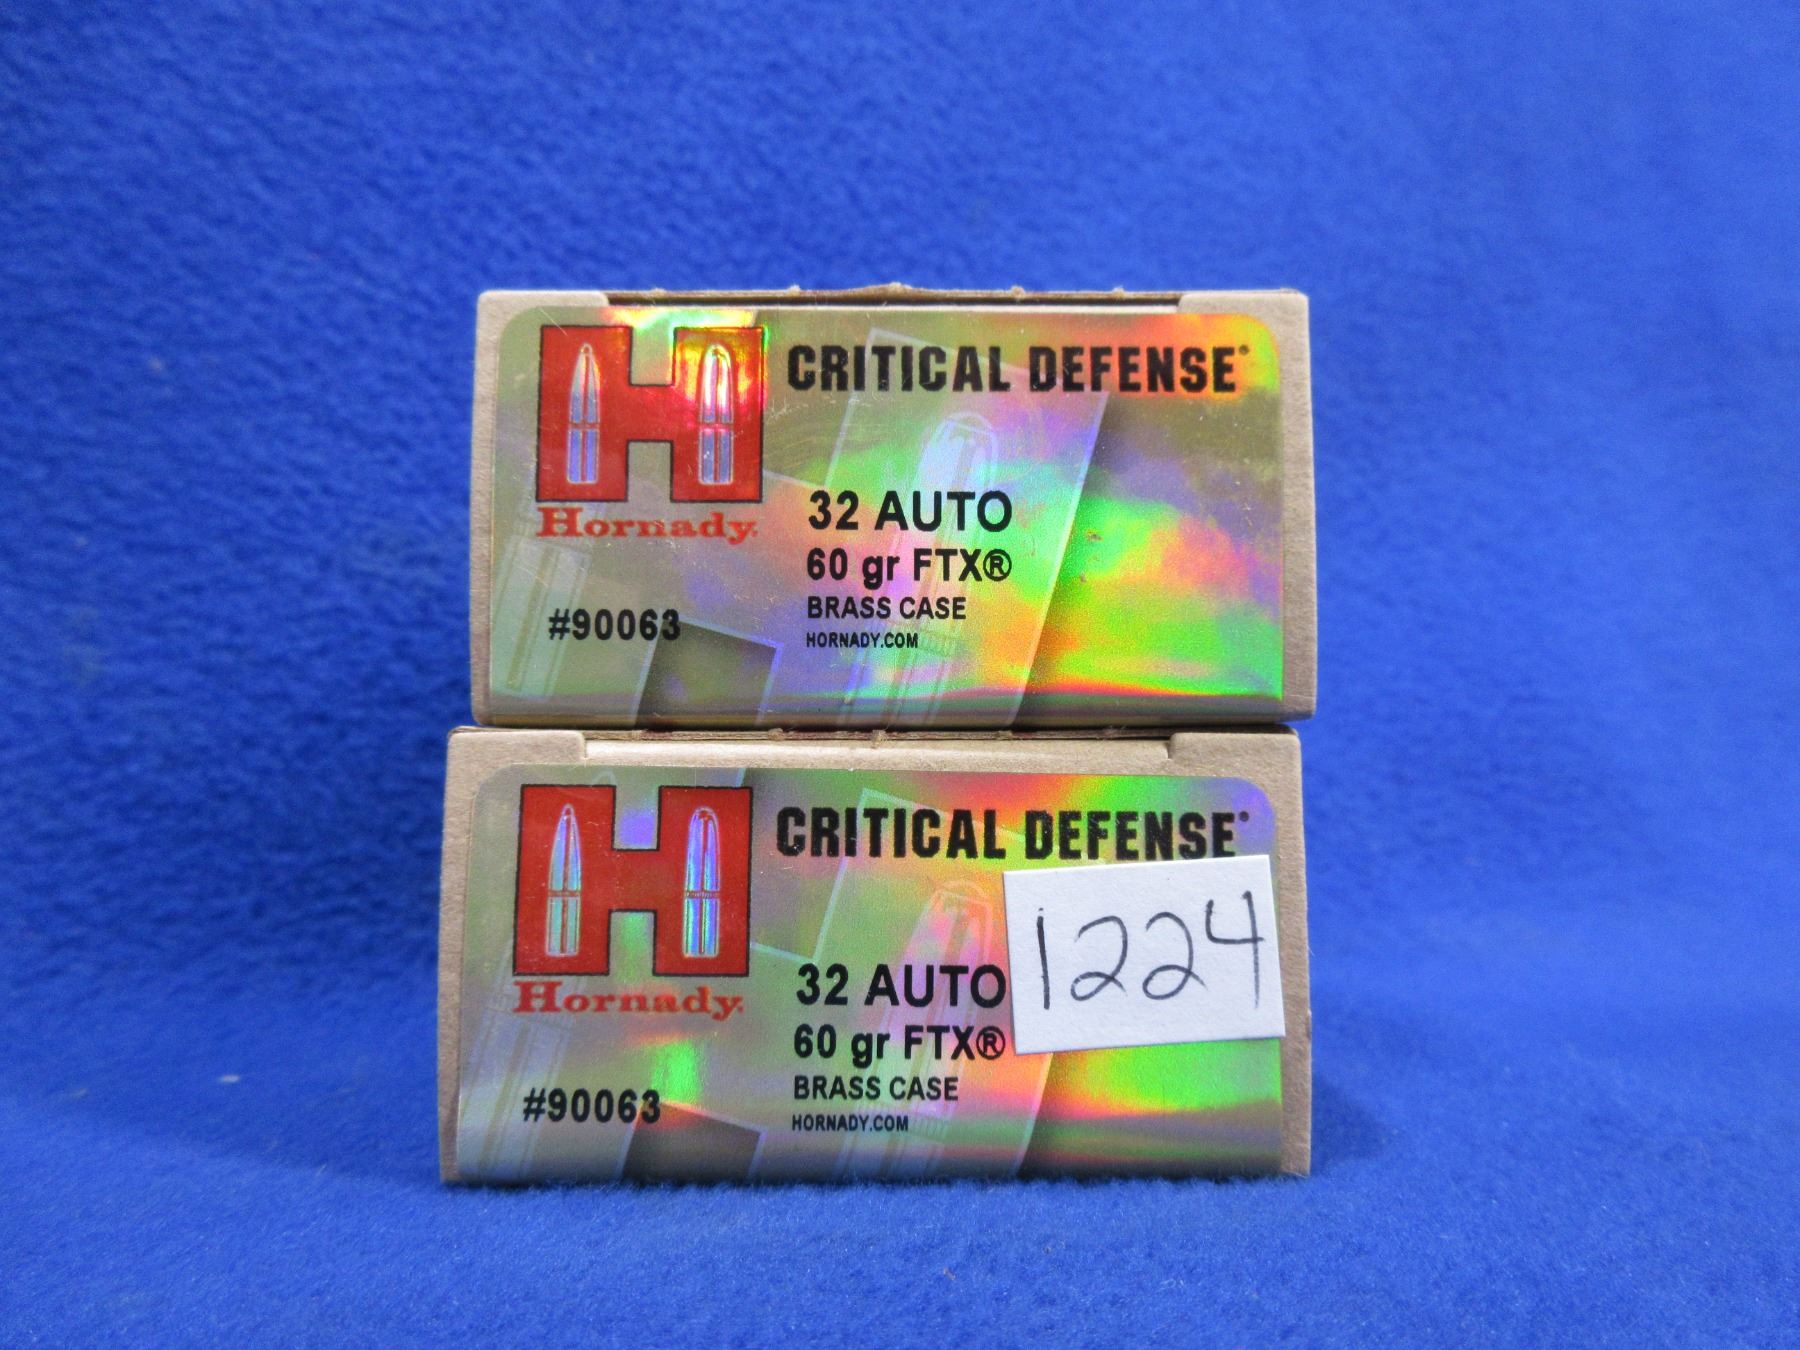 CRITICAL DEFENSE®
Hornady.
32 AUTO
60 gr FTX®
BRASS CASE
HORNADY.COM
#90063
CRITICAL DEFENSE®
Hornady.
32 AUTO
60 gr FTX®
BRASS CASE
HORNADY.COM
#90063
1224